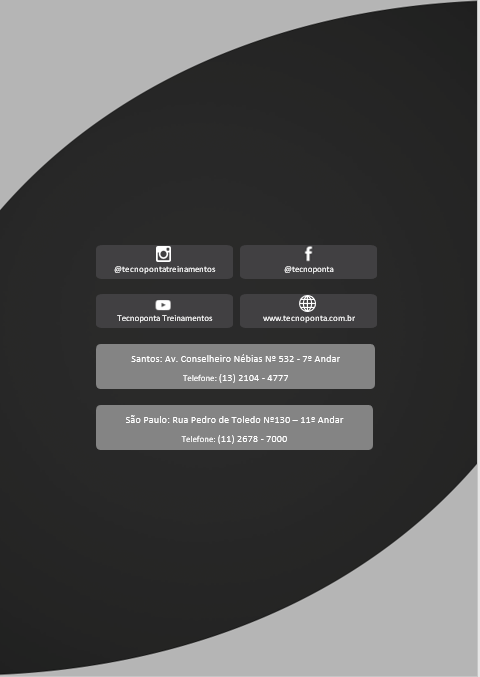 @tecnopontatreinamentos
@tecnoponta
Tecnoponta Treinamentos
www.tecnoponta.com.br
Santos: Av. Conselheiro Nébias Nº 532 - 7º Andar
Telefone: (13) 2104 - 4777
São Paulo: Rua Pedro de Toledo Nº130 – 11º Andar
Telefone: (11) 2678 - 7000